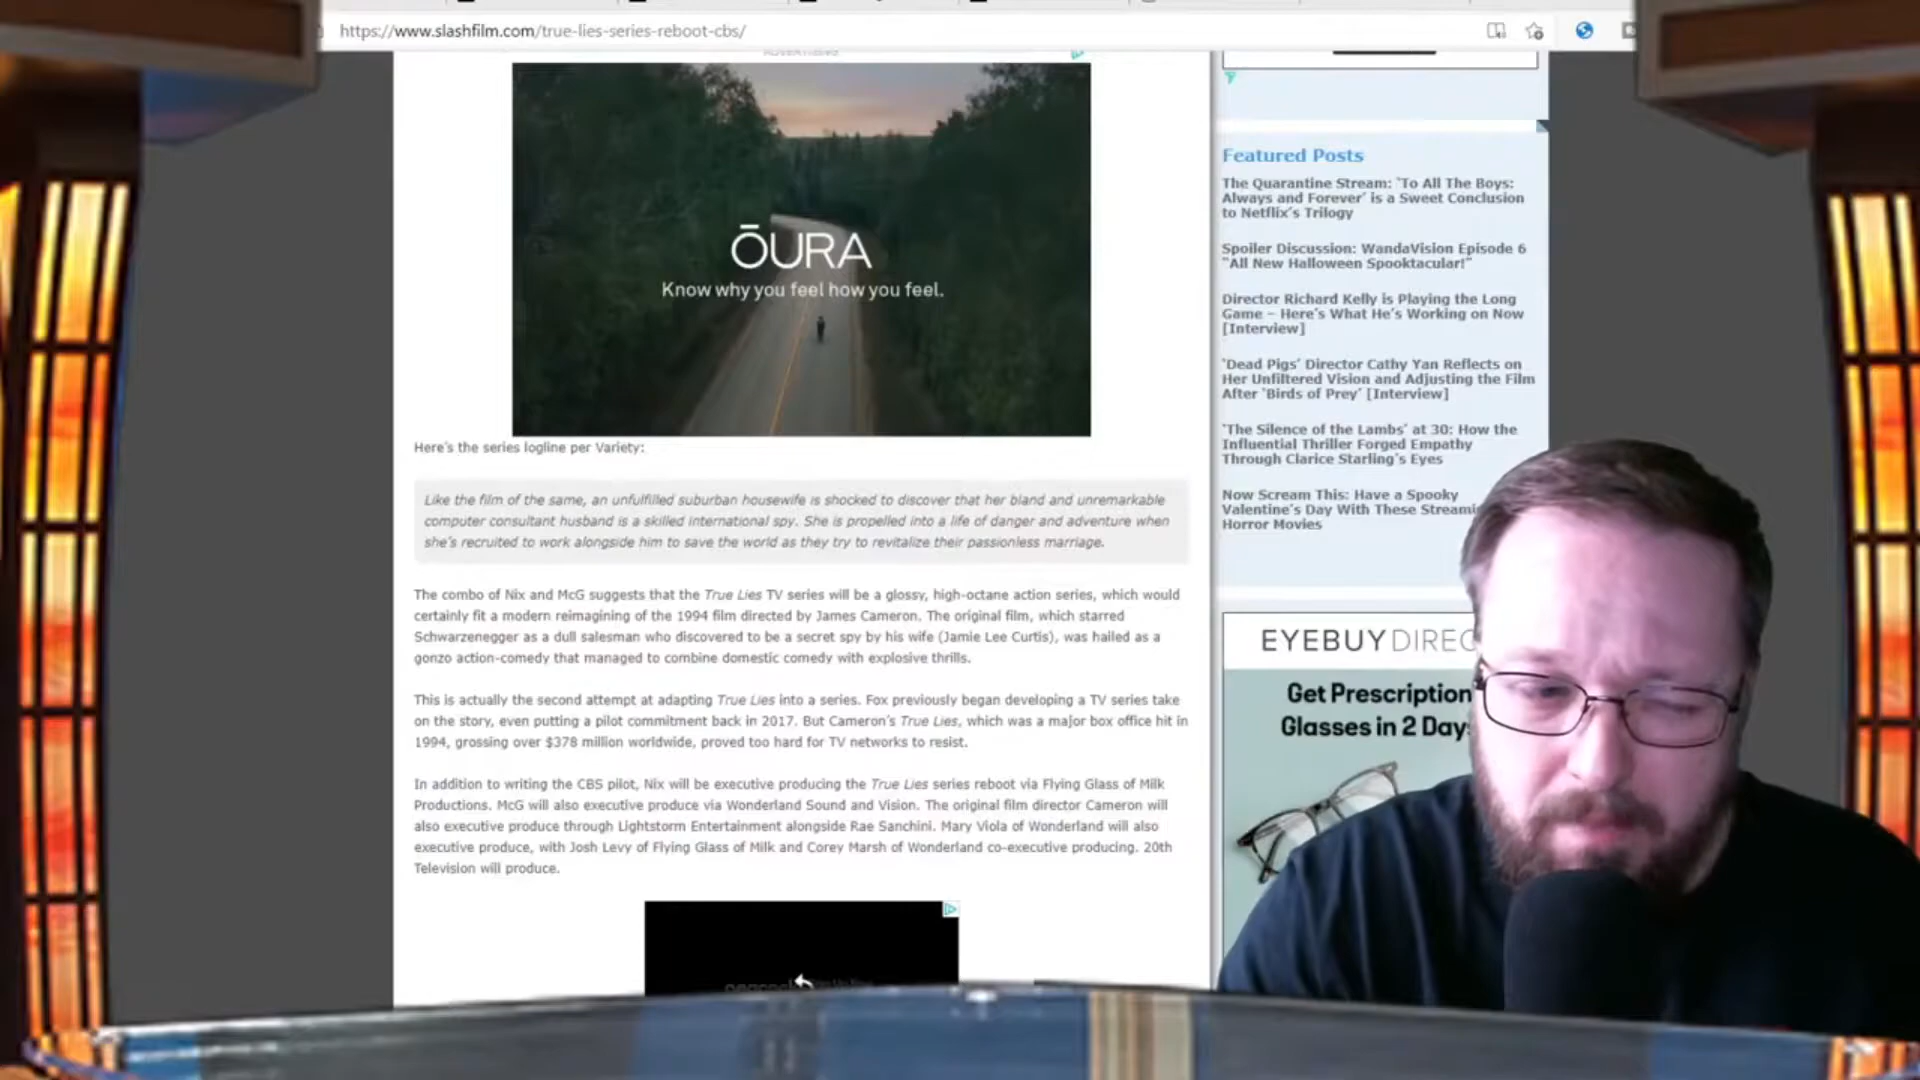 https://www.slashfilm.com/true-lies-series-reboot-cbs/
ŌURA
Know why you feel how you feel.
Here's the series logline per Variety:
Like the film of the same, an unfulfilled suburban housewife is shocked to discover that her bland and unremarkable
computer consultant husband is a skilled international spy. She is propelled into a life of danger and adventure when
she's recruited to work alongside him to save the world as they try to revitalize their passionless marriage.
The combo of Nix and McG suggests that the True Lies TV series will be a glossy, high-octane action series, which would
certainly fit a modern reimagining of the 1994 film directed by James Cameron. The original film, which starred
Schwarzenegger as a dull salesman who discovered to be a secret spy by his wife (Jamie Lee Curtis), was hailed as a
gonzo action-comedy that managed to combine domestic comedy with explosive thrills.
This is actually the second attempt at adapting True Lies into a series. Fox previously began developing a TV series take
on the story, even putting a pilot commitment back in 2017. But Cameron's True Lies, which was a major box office hit in
1994, grossing over $378 million worldwide, proved too hard for TV networks to resist.
In addition to writing the CBS pilot, Nix will be executive producing the True Lies series reboot via Flying Glass of Milk
Productions. McG will also executive produce via Wonderland Sound and Vision. The original film director Cameron will
also executive produce through Lightstorm Entertainment alongside Rae Sanchini. Mary Viola of Wonderland will also
executive produce, with Josh Levy of Flying Glass of Milk and Corey Marsh of Wonderland co-executive producing. 20th
Television will produce.
Featured Posts
The Quarantine Stream: 'To All The Boys:
Always and Forever' is a Sweet Conclusion
to Netflix's Trilogy
Spoiler Discussion: WandaVision Episode 6
"All New Halloween Spooktacular!"
Director Richard Kelly is Playing the Long
Game – Here's What He's Working on Now
[Interview]
'Dead Pigs' Director Cathy Yan Reflects on
Her Unfiltered Vision and Adjusting the Film
After 'Birds of Prey' [Interview]
'The Silence of the Lambs' at 30: How the
Influential Thriller Forged Empathy
Through Clarice Starling's Eyes
Now Scream This: Have a Spooky
Valentine's Day With These Streami
Horror Movies
EYEBUYDIREC
Get Prescription
Glasses in 2 Day